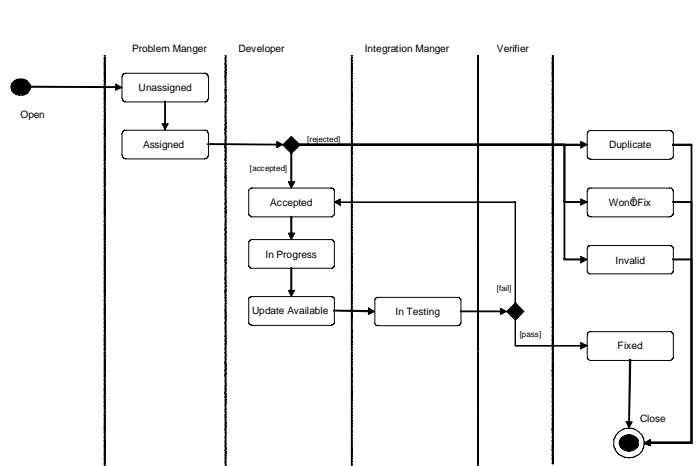 Problem Manger
Developer
Integration Manger
Verifier
Open
Unassigned
Assigned
[rejected]
Duplicate
[accepted]
Accepted
Invalid
In Progress
[fail]
Update Available
In Testing
[pass]
Fixed
Close